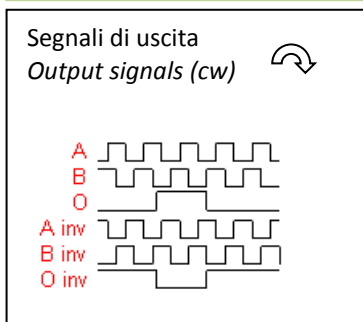 Segnali di uscita
Output signals (cw)
A
B
O
A inv
B inv
O inv